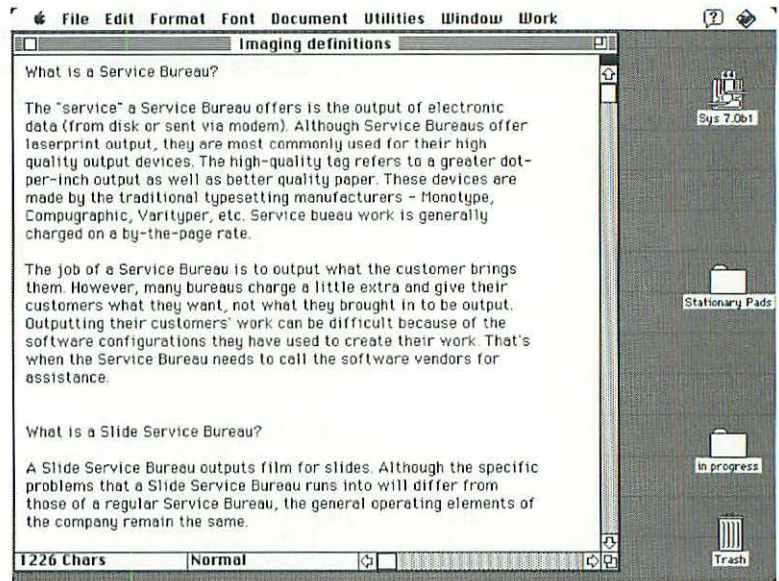 File Edit Format Font Document Utilities Window Work
Imaging definitions
What is a Service Bureau?
The "service" a Service Bureau offers is the output of electronic
data (from disk or sent via modem). Although Service Bureaus offer
laserprint output, they are most commonly used for their high
quality output devices. The high-quality tag refers to a greater dot-
per-inch output as well as better quality paper. These devices are
made by the traditional typesetting manufacturers - Monotype,
Compugraphic, Varityper, etc. Service bueau work is generally
charged on a by-the-page rate.
The job of a Service Bureau is to output what the customer brings
them. However, many bureaus charge a little extra and give their
customers what they want, not what they brought in to be output.
Outputting their customers' work can be difficult because of the
software configurations they have used to create their work. That's
when the Service Bureau needs to call the software vendors for
assistance.
What is a Slide Service Bureau?
A Slide Service Bureau outputs film for slides. Although the specific
problems that a Slide Service Bureau runs into will differ from
those of a regular Service Bureau, the general operating elements of
the company remain the same.
1226 Chars Normal
44
Sys 7.0b1
Stationary Pads
in progress
Trash